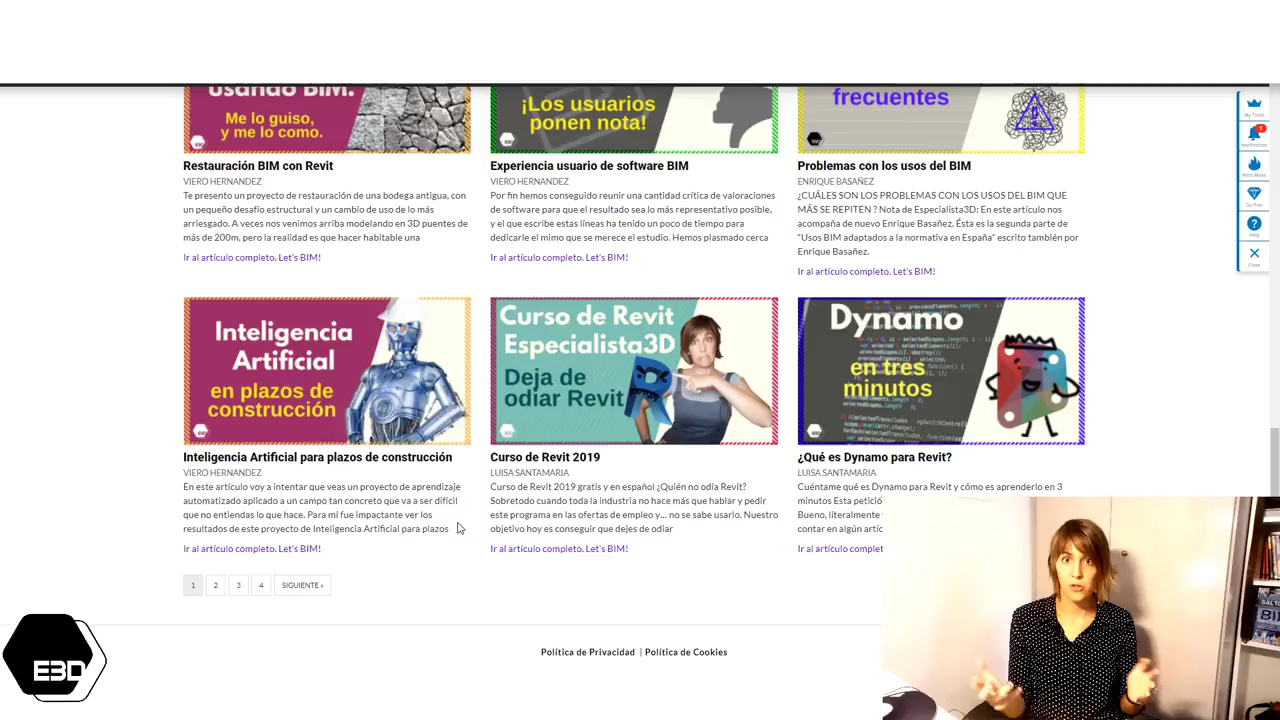 usando BIM.
Me lo guiso,
y me lo como.
¡Los usuarios
ponen nota!
frecuentes
My Tools
1
Restauración BIM con Revit
VIERO HERNANDEZ
Te presento un proyecto de restauración de una bodega antigua, con
un pequeño desafío estructural y un cambio de uso de lo más
arriesgado. A veces nos venimos arriba modelando en 3D puentes de
más de 200m, pero la realidad es que hacer habitable una
Ir al artículo completo. Let's BIM!
Experiencia usuario de software BIM
VIERO HERNANDEZ
Por fin hemos conseguido reunir una cantidad crítica de valoraciones
de software para que el resultado sea lo más representativo posible,
y el que escribe estas líneas ha tenido un poco de tiempo para
dedicarle el mimo que se merece el estudio. Hemos plasmado cerca
Ir al artículo completo. Let's BIM!
Problemas con los usos del BIM
ENRIQUE BASAÑEZ
¿CUÁLES SON LOS PROBLEMAS CON LOS USOS DEL BIM QUE
MÁS SE REPITEN ? Nota de Especialista3D: En este artículo nos
acompaña de nuevo Enrique Basañez. Ésta es la segunda parte de
"Usos BIM adaptados a la normativa en España" escrito también por
Enrique Basañez.
Ir al artículo completo. Let's BIM!
Go Pro
Help
Close
Inteligencia
Artificial
en plazos de
construcción
Curso de Revit
Especialista3D
Deja de
odiar Revit
Dynamo
en tres
minutos
Inteligencia Artificial para plazos de construcción
VIERO HERNANDEZ
En este artículo voy a intentar que veas un proyecto de aprendizaje
automatizado aplicado a un campo tan concreto que va a ser difícil
que no entiendas lo que hace. Para mi fue impactante ver los
resultados de este proyecto de Inteligencia Artificial para plazos
Ir al artículo completo. Let's BIM!
Curso de Revit 2019
LUISA SANTAMARIA
Curso de Revit 2019 gratis y en español ¿Quién no odia Revit?
Sobretodo cuando toda la industria no hace más que hablar y pedir
este programa en las ofertas de empleo y… no se sabe usarlo. Nuestro
objetivo hoy es conseguir que dejes de odiar
Ir al artículo completo. Let's BIM!
¿Qué es Dynamo para Revit?
LUISA SANTAMARIA
Cuéntame qué es Dynamo para Revit y cómo es aprenderlo en 3
minutos Esta petició
Bueno, literalmente
contar en algún artíc
Ir al artículo complet
1 2 3 4 SIGUIENTE »
Política de Privacidad | Política de Cookies
E3D